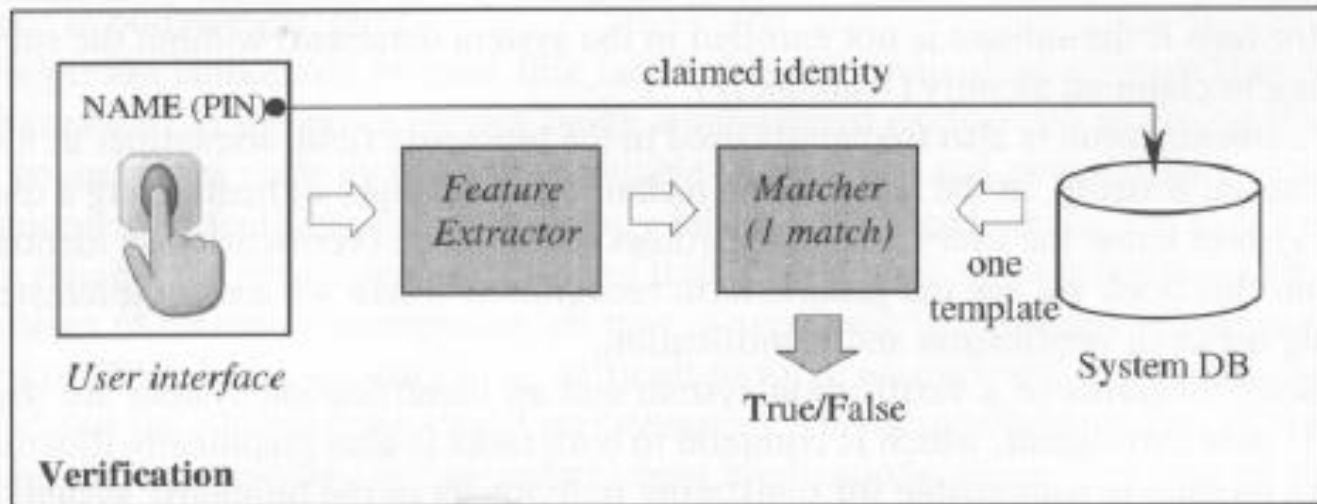 claimed identity
NAME (PIN)
Feature
Extractor
Matcher
(1 match)
one
template
User interface
System DB
True/False
Verification